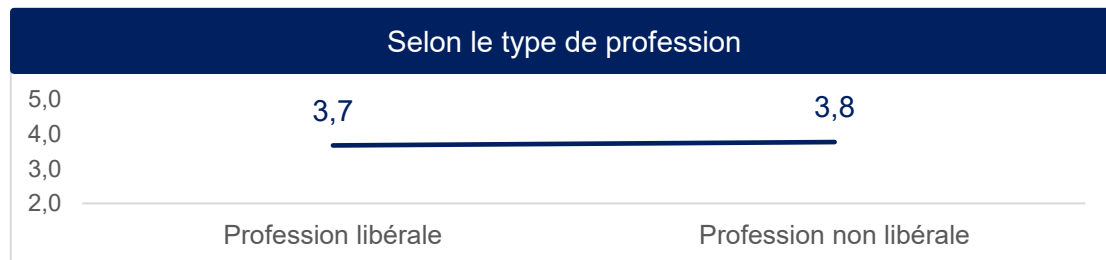 Selon le type de profession
5,0
3,7
3,8
4,0
3,0
2,0
Profession libérale
Profession non libérale